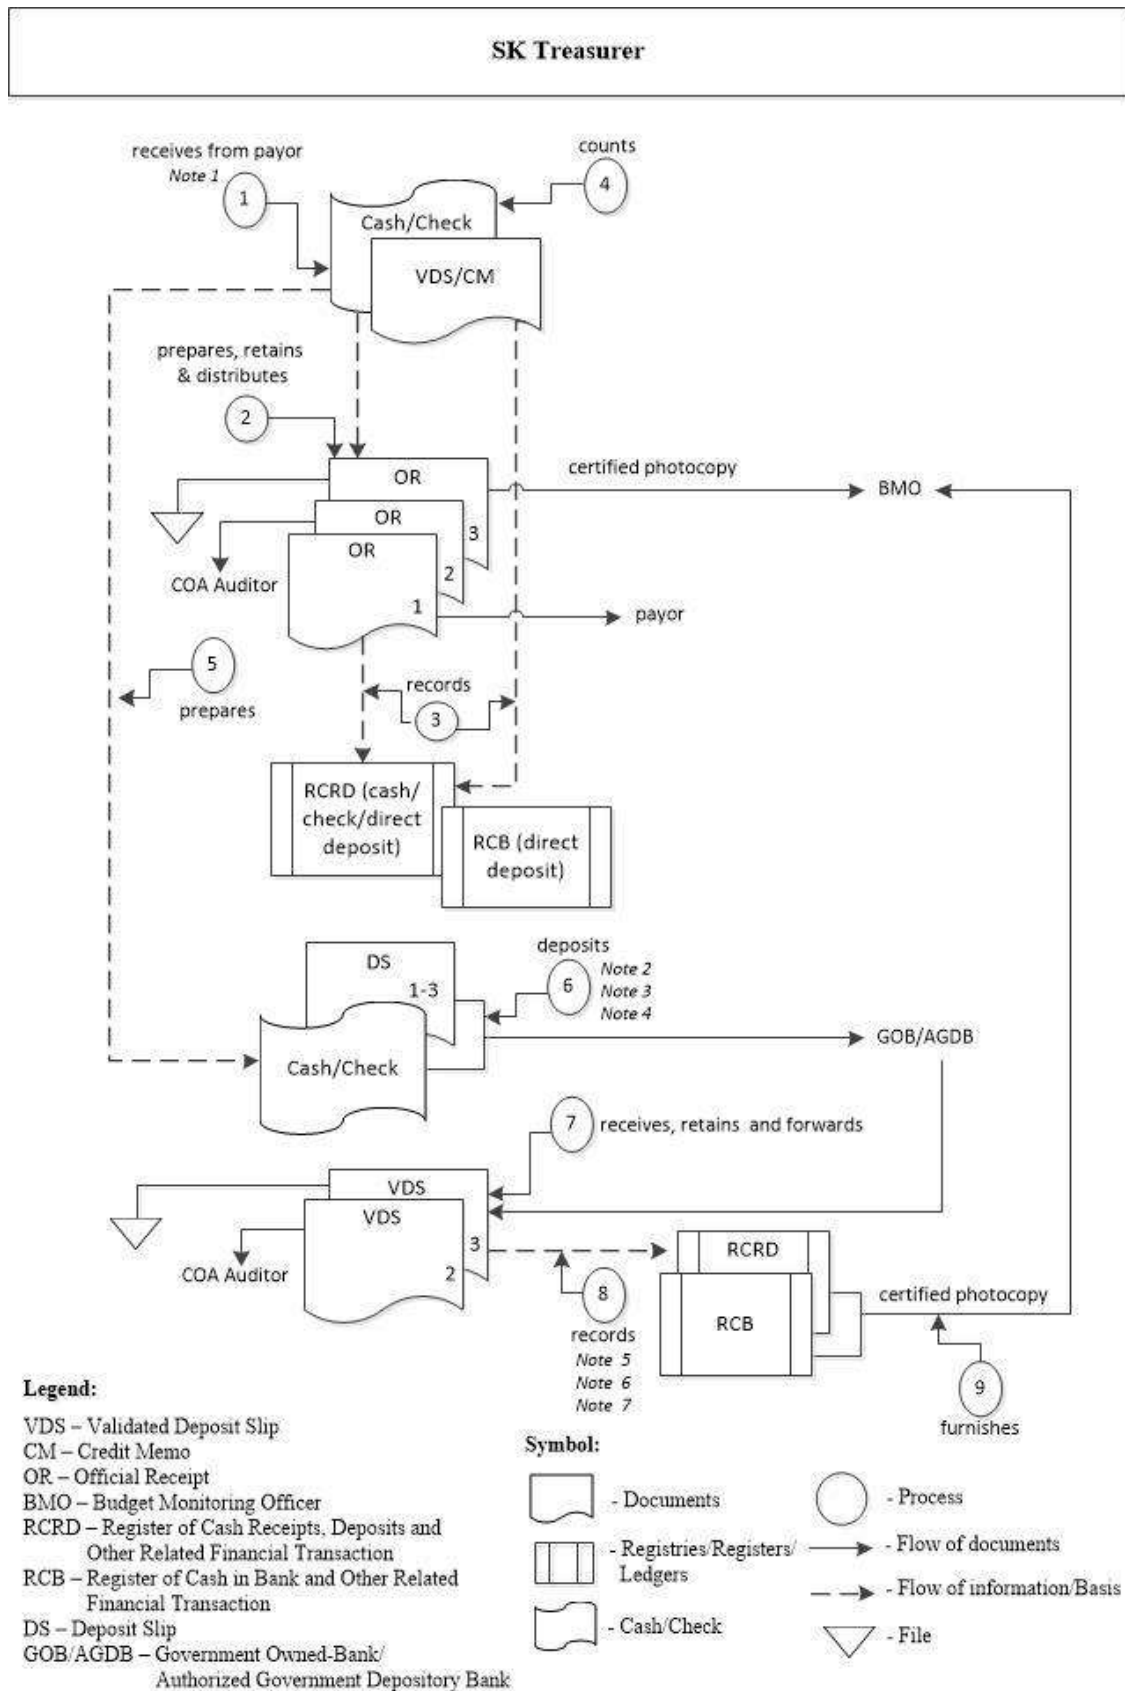 SK Treasurer
receives from payor
Note 1
1
counts
4
Cash/Check
VDS/CM
prepares, retains
& distributes
2
OR
3
OR
2
OR
1
certified photocopy
BMO
COA Auditor
payor
5
prepares
records
3
RCRD (cash/
check/direct
deposit)
RCB (direct
deposit)
DS
1-3
deposits
6
Note 2
Note 3
Note 4
Cash/Check
GOB/AGDB
7
receives, retains and forwards
VDS
3
VDS
2
COA Auditor
8
records
Note 5
Note 6
Note 7
RCRD
RCB
certified photocopy
9
furnishes
Legend:
VDS – Validated Deposit Slip
CM – Credit Memo
OR – Official Receipt
BMO – Budget Monitoring Officer
RCRD – Register of Cash Receipts, Deposits and
Other Related Financial Transaction
RCB – Register of Cash in Bank and Other Related
Financial Transaction
DS – Deposit Slip
GOB/AGDB – Government Owned-Bank/
Authorized Government Depository Bank
Symbol:
- Documents
- Registries/Registers/
Ledgers
- Cash/Check
- Process
- Flow of documents
- Flow of information/Basis
- File